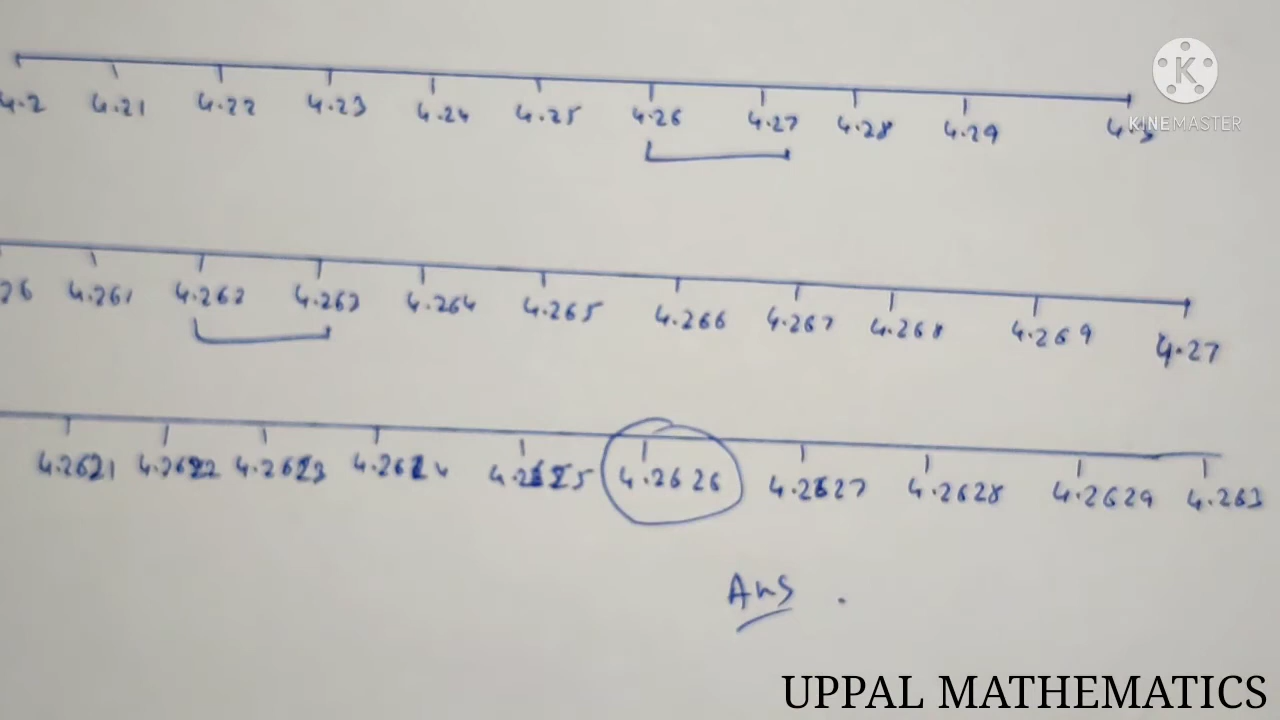 4.2 4.21 4.22 4.23 4.24 4.25 4.26 4.27 4.28 4.29 4.3
KINEMASTER
26 4.261 4.262 4.263 4.264 4.265 4.266 4.267 4.268 4.269 4.27
4.2621 4.2622 4.2623 4.2624 4.2625 4.2626 4.2627 4.2628 4.2629 4.263
Ans .
UPPAL MATHEMATICS